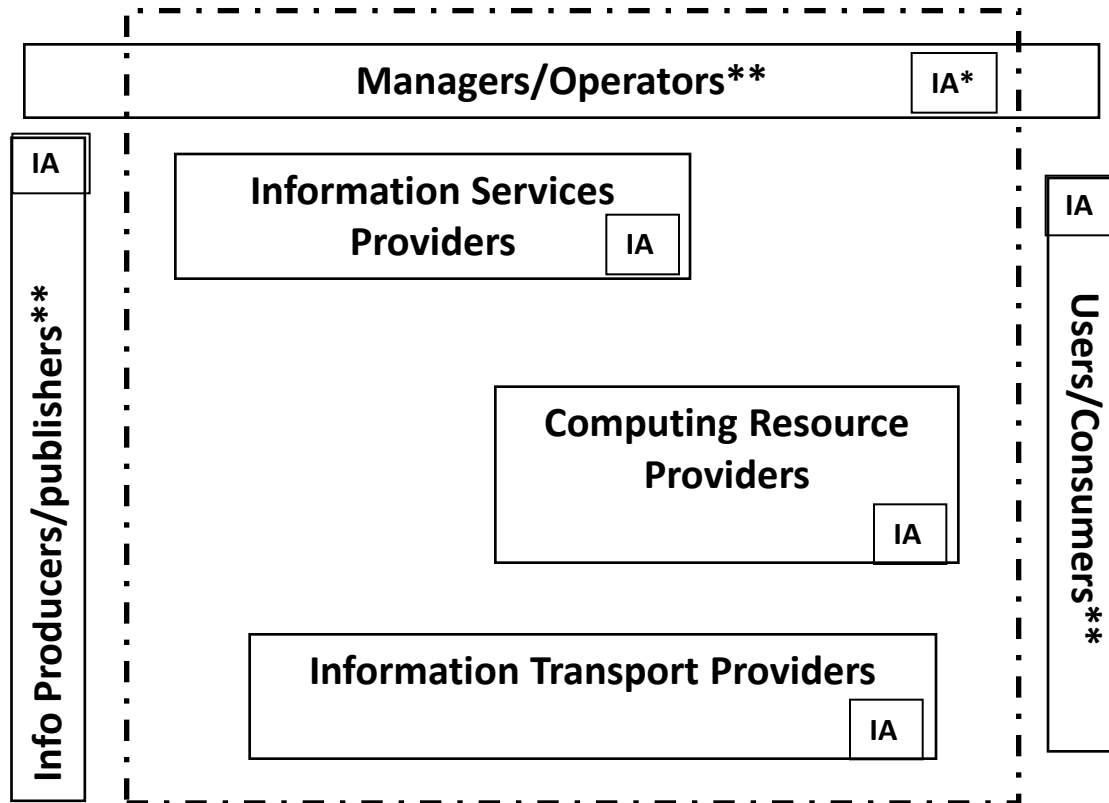 Managers/Operators**
IA*
IA
Info Producers/publishers**
Information Services
Providers
IA
Computing Resource
Providers
IA
Information Transport Providers
IA
IA
Users/Consumers**